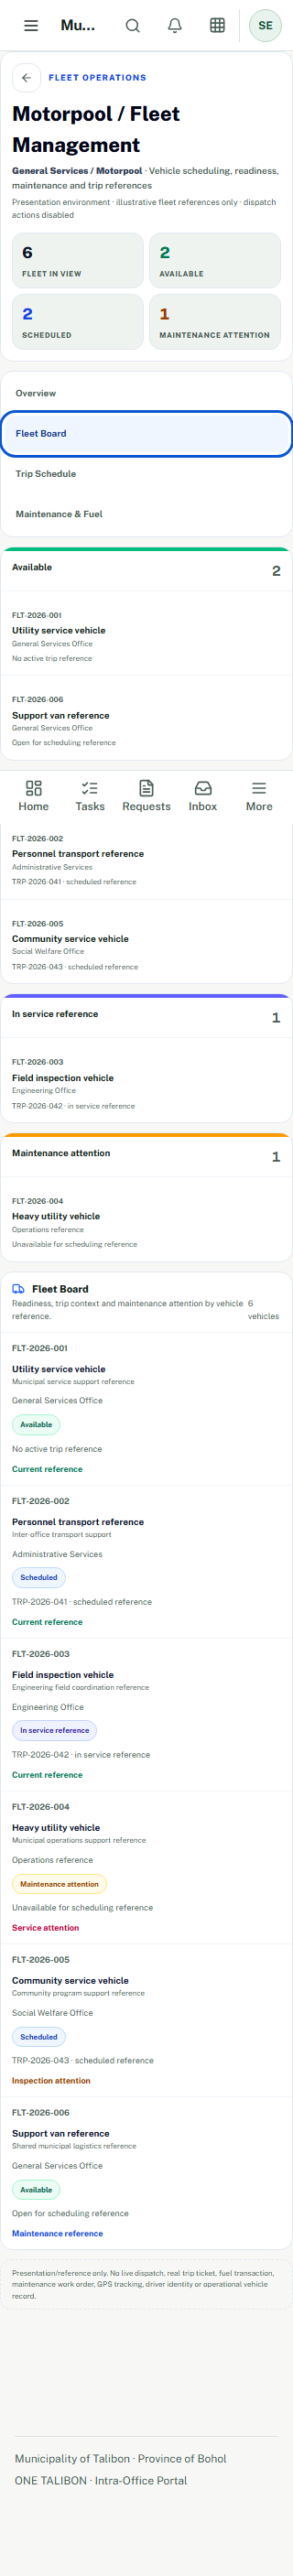 Mu...
SE
FLEET OPERATIONS
Motorpool / Fleet
Management
General Services / Motorpool · Vehicle scheduling, readiness,
maintenance and trip references
Presentation environment · illustrative fleet references only · dispatch
actions disabled
6
FLEET IN VIEW
2
AVAILABLE
2
SCHEDULED
1
MAINTENANCE ATTENTION
Overview
Fleet Board
Trip Schedule
Maintenance & Fuel
Available
2
FLT-2026-001
Utility service vehicle
General Services Office
No active trip reference
FLT-2026-006
Support van reference
General Services Office
Open for scheduling reference
Home
Tasks
Requests
Inbox
More
FLT-2026-002
Personnel transport reference
Administrative Services
TRP-2026-041 · scheduled reference
FLT-2026-005
Community service vehicle
Social Welfare Office
TRP-2026-043 · scheduled reference
In service reference
1
FLT-2026-003
Field inspection vehicle
Engineering Office
TRP-2026-042 · in service reference
Maintenance attention
1
FLT-2026-004
Heavy utility vehicle
Operations reference
Unavailable for scheduling reference
Fleet Board
Readiness, trip context and maintenance attention by vehicle
reference.
6
vehicles
FLT-2026-001
Utility service vehicle
Municipal service support reference
General Services Office
Available
No active trip reference
Current reference
FLT-2026-002
Personnel transport reference
Inter-office transport support
Administrative Services
Scheduled
TRP-2026-041 · scheduled reference
Current reference
FLT-2026-003
Field inspection vehicle
Engineering field coordination reference
Engineering Office
In service reference
TRP-2026-042 · in service reference
Current reference
FLT-2026-004
Heavy utility vehicle
Municipal operations support reference
Operations reference
Maintenance attention
Unavailable for scheduling reference
Service attention
FLT-2026-005
Community service vehicle
Community program support reference
Social Welfare Office
Scheduled
TRP-2026-043 · scheduled reference
Inspection attention
FLT-2026-006
Support van reference
Shared municipal logistics reference
General Services Office
Available
Open for scheduling reference
Maintenance reference
Presentation/reference only. No live dispatch, real trip ticket, fuel transaction,
maintenance work order, GPS tracking, driver identity or operational vehicle
record.
Municipality of Talibon · Province of Bohol
ONE TALIBON · Intra-Office Portal